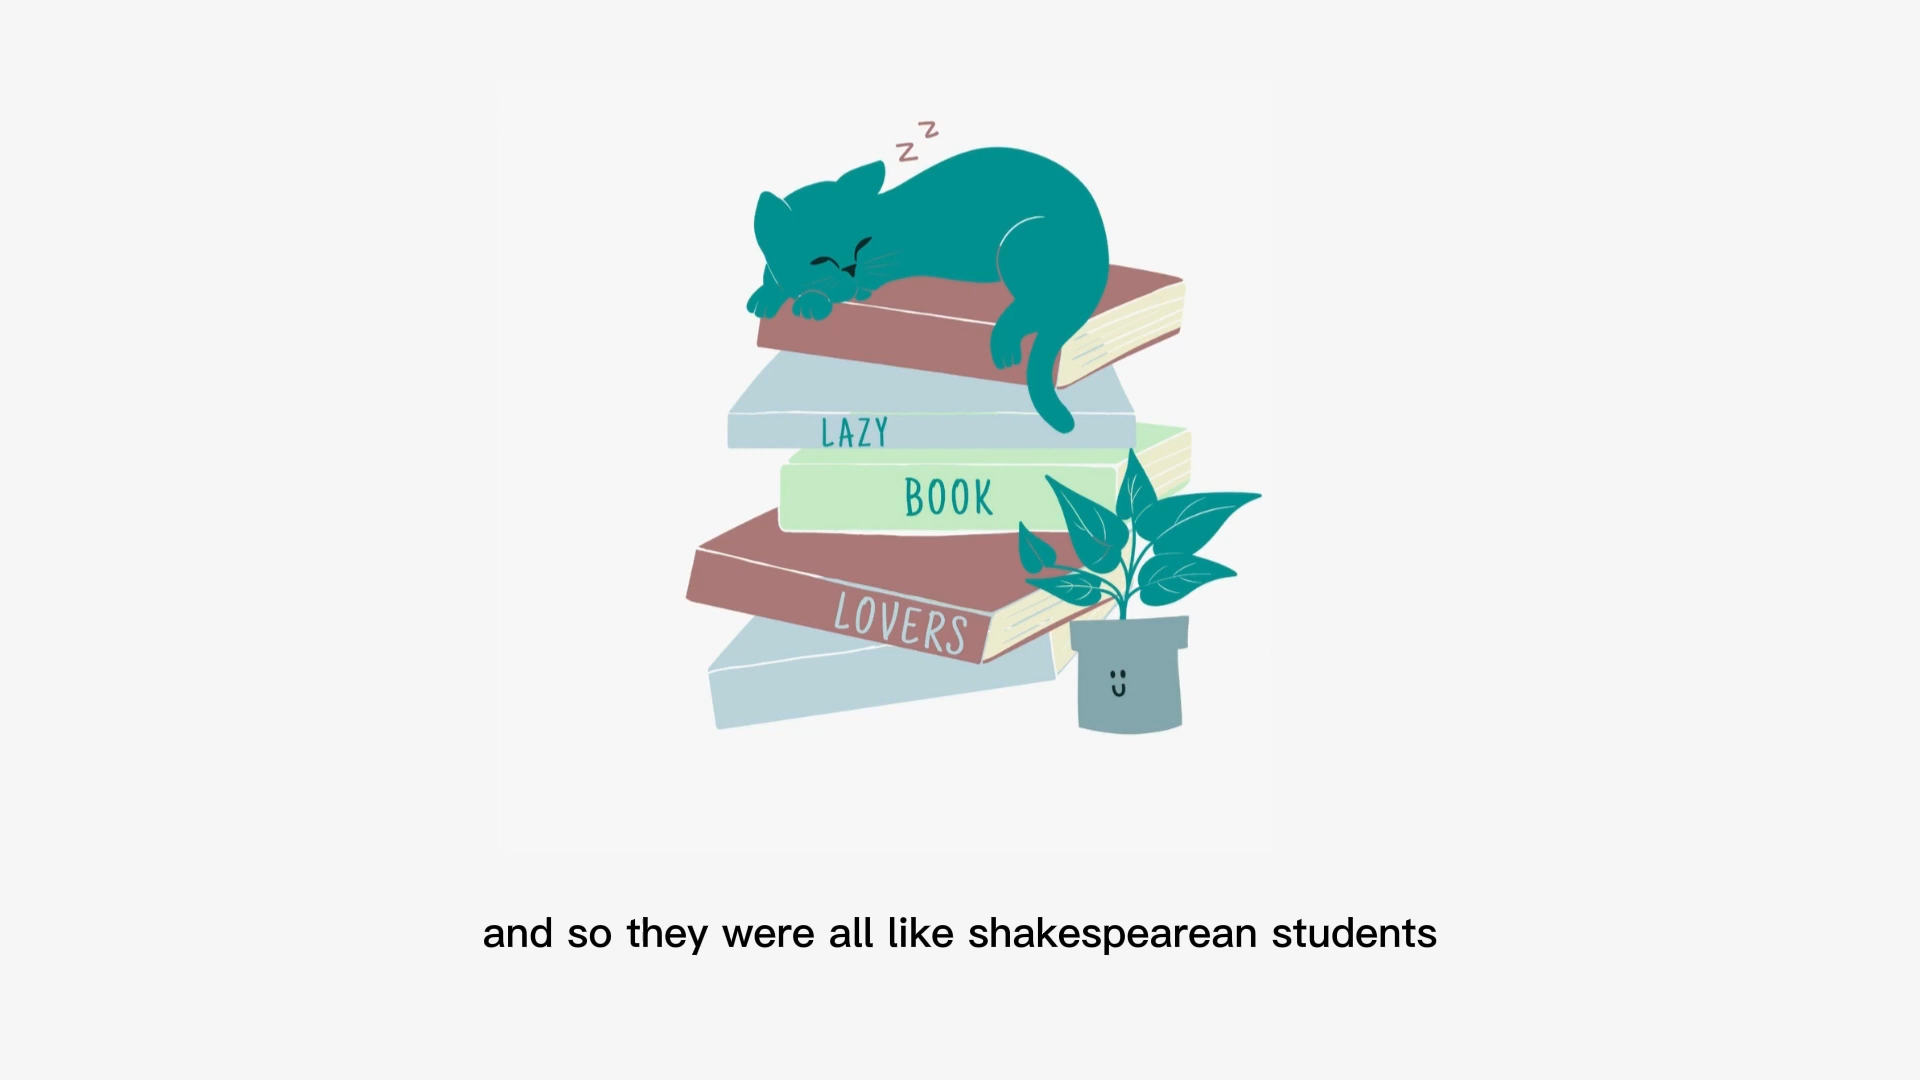 z
z
LAZY
BOOK
LOVERS
and so they were all like shakespearean students